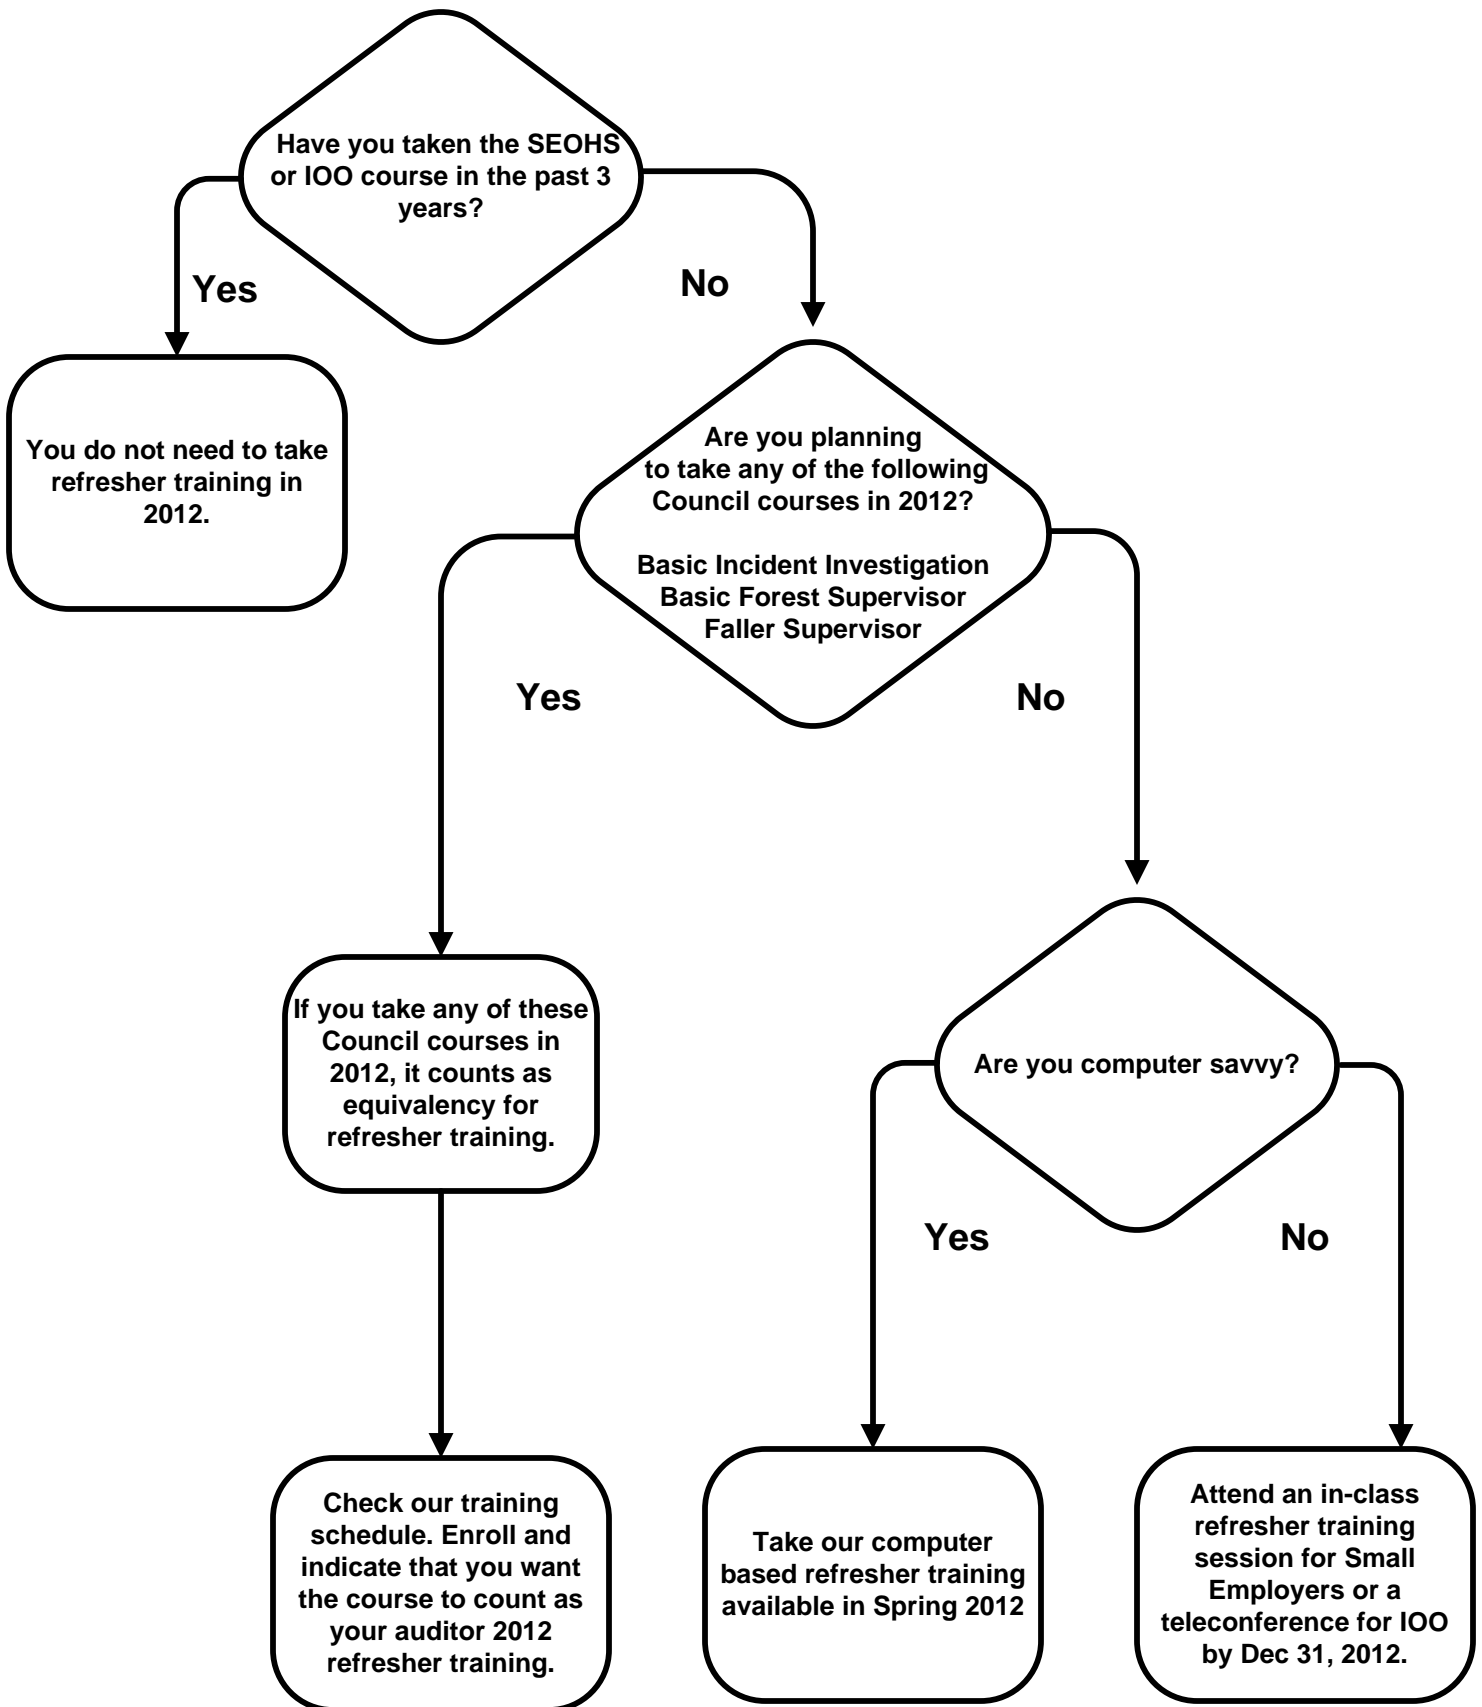 Have you taken the SEOHS
or IOO course in the past 3
years?
Yes
No
You do not need to take
refresher training in
2012.
Are you planning
to take any of the following
Council courses in 2012?
Basic Incident Investigation
Basic Forest Supervisor
Faller Supervisor
Yes
No
If you take any of these
Council courses in
2012, it counts as
equivalency for
refresher training.
Are you computer savvy?
Yes
No
Check our training
schedule. Enroll and
indicate that you want
the course to count as
your auditor 2012
refresher training.
Take our computer
based refresher training
available in Spring 2012
Attend an in-class
refresher training
session for Small
Employers or a
teleconference for IOO
by Dec 31, 2012.